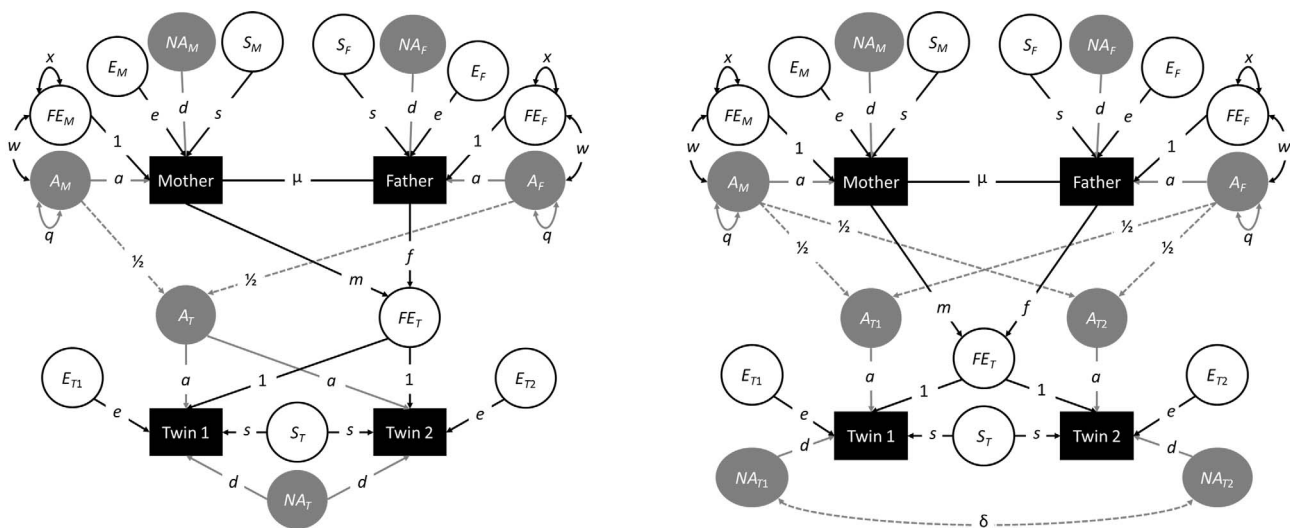 NA_M S_M S_F NA_F
E_M E_F
x d s s d x
FE_M e e FE_F
w 1 1 w
A_M a Mother μ Father a A_F
q q
½ ½ f
m
A_T FE_T
E_T1 a 1 a 1 E_T2
e e
Twin 1 s S_T s Twin 2
d NA_T d
NA_M S_M S_F NA_F
E_M E_F
x d s s d x
FE_M e e FE_F
w 1 1 w
A_M a Mother μ Father a A_F
q ½ ½ q
½ ½
m f
A_T1 A_T2
FE_T
E_T1 a 1 1 a E_T2
e e
Twin 1 s S_T s Twin 2
d d
NA_T1 NA_T2
δ